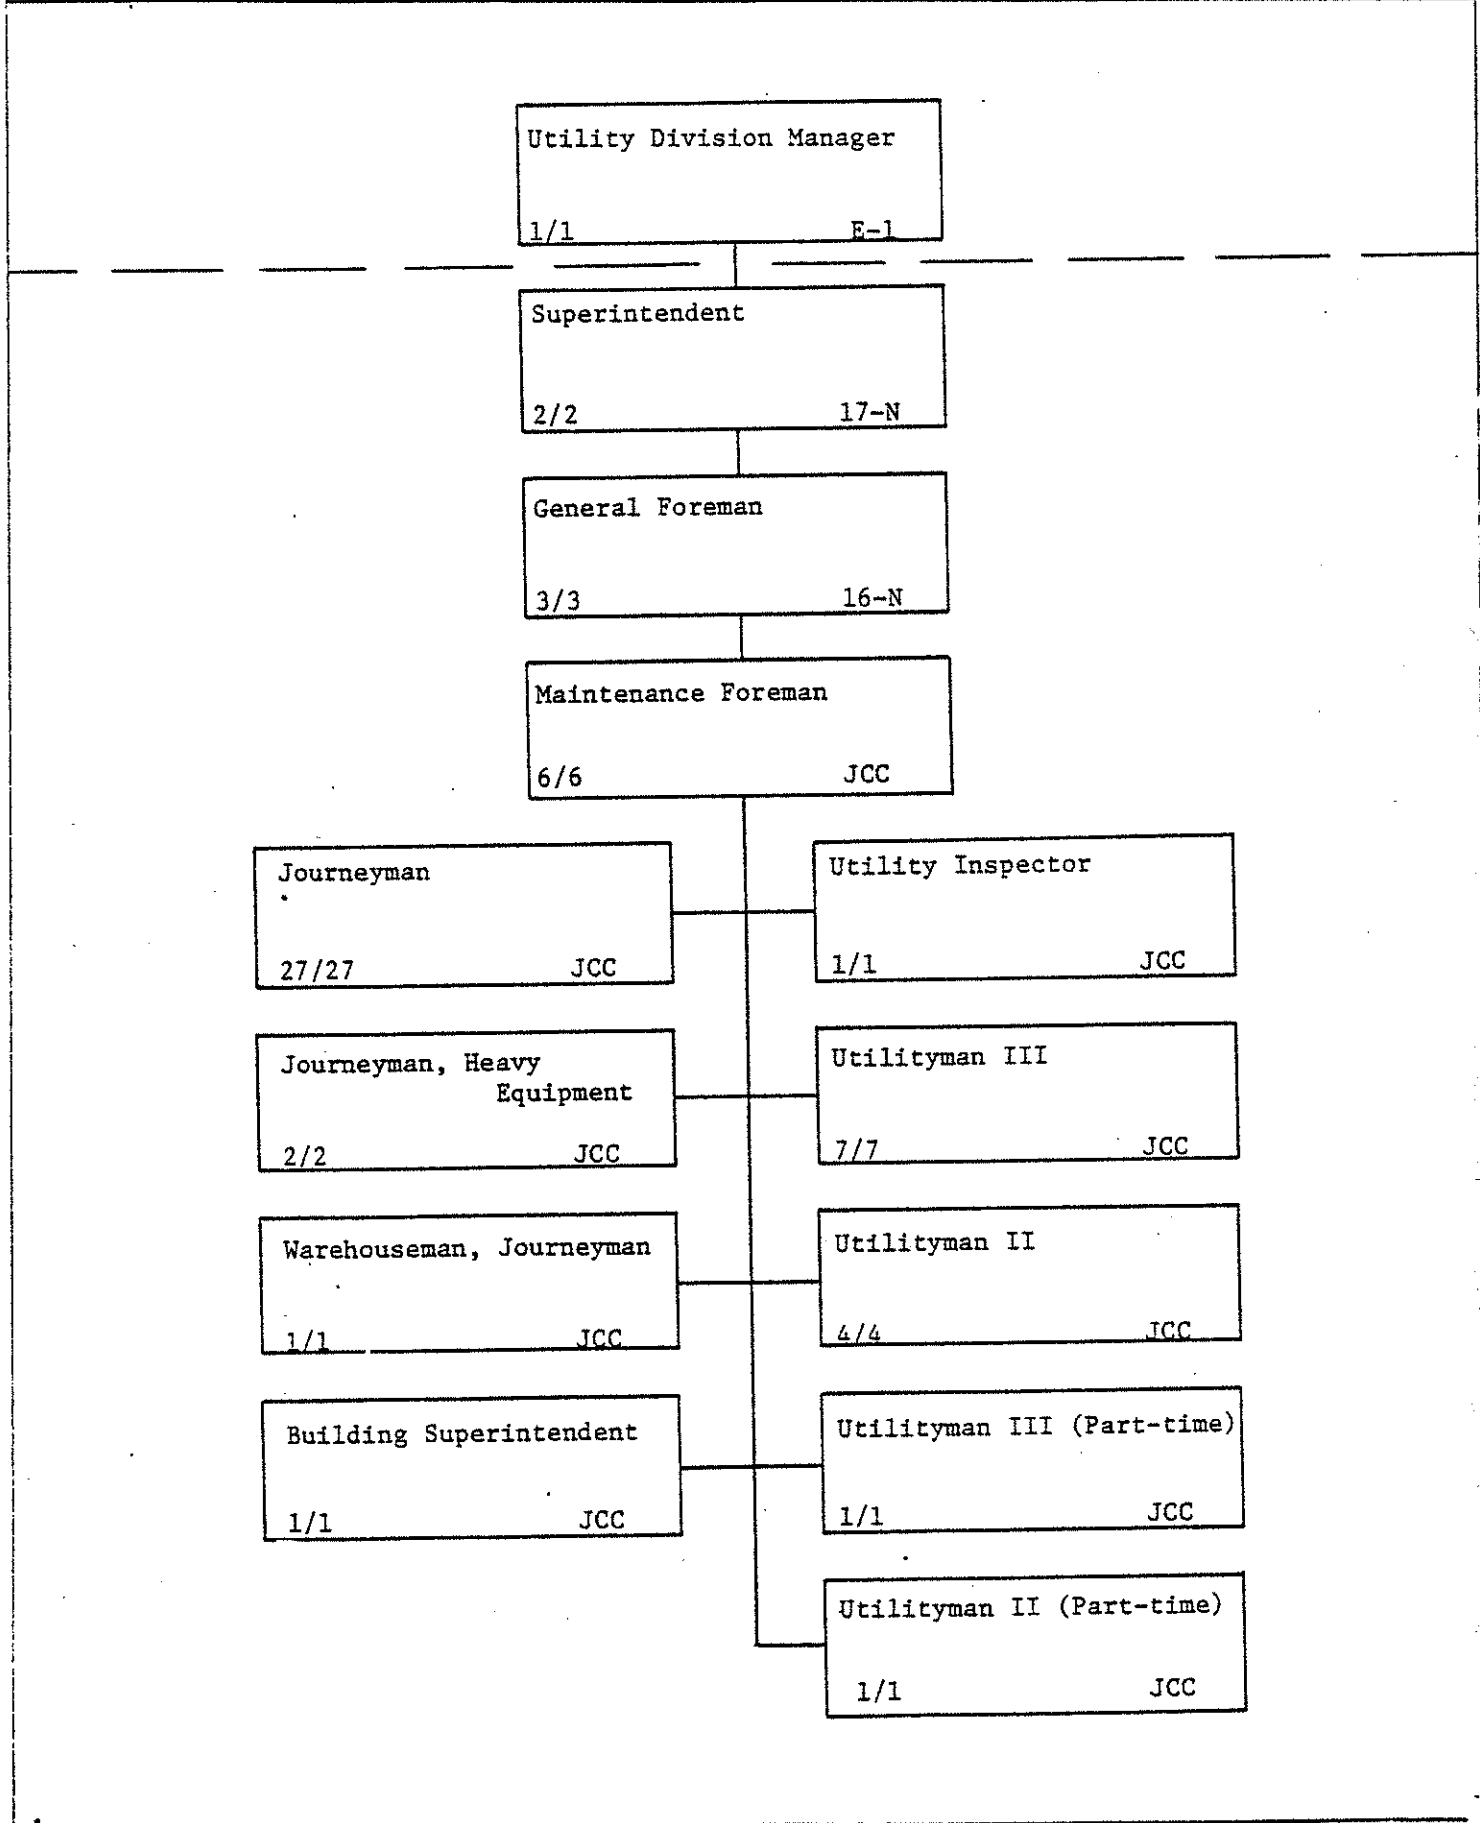 Utility Division Manager
1/1 E-1
Superintendent
2/2 17-N
General Foreman
3/3 16-N
Maintenance Foreman
6/6 JCC
Journeyman
27/27 JCC
Utility Inspector
1/1 JCC
Journeyman, Heavy
Equipment
2/2 JCC
Utilityman III
7/7 JCC
Warehouseman, Journeyman
1/1 JCC
Utilityman II
4/4 JCC
Building Superintendent
1/1 JCC
Utilityman III (Part-time)
1/1 JCC
Utilityman II (Part-time)
1/1 JCC